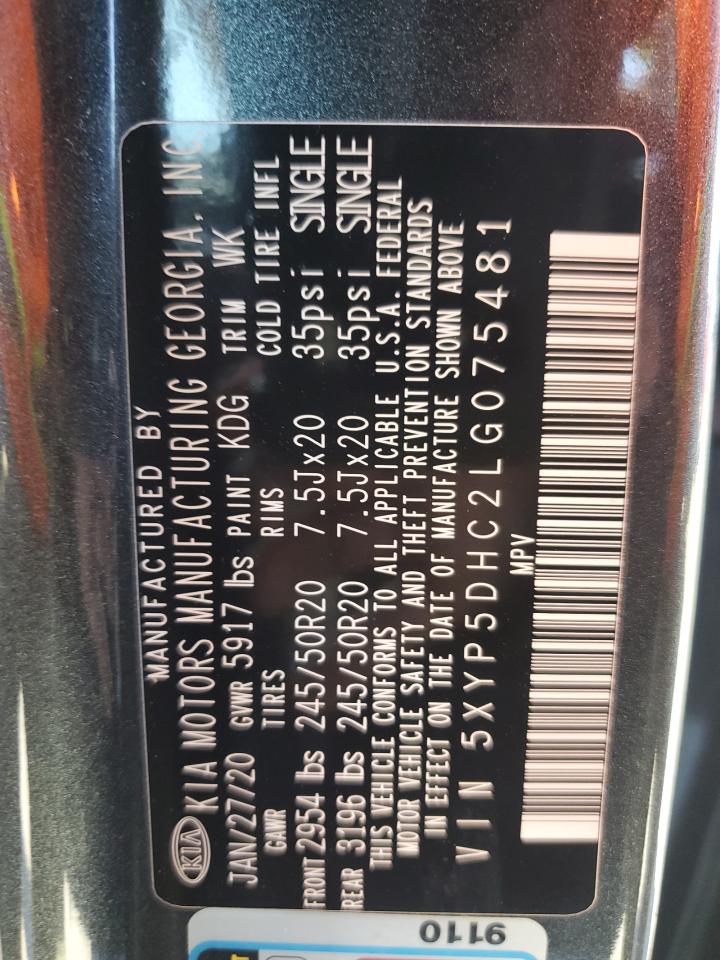 MANUFACTURED BY
KIA KIA MOTORS MANUFACTURING GEORGIA, INC.
JAN/27/20 GVWR 5917 lbs PAINT KDG TRIM WK
GAWR TIRES RIMS COLD TIRE INFL
FRONT 2954 lbs 245/50R20 7.5Jx20 35psi SINGLE
REAR 3196 lbs 245/50R20 7.5Jx20 35psi SINGLE
THIS VEHICLE CONFORMS TO ALL APPLICABLE U.S.A. FEDERAL
MOTOR VEHICLE SAFETY AND THEFT PREVENTION STANDARDS
IN EFFECT ON THE DATE OF MANUFACTURE SHOWN ABOVE
VIN 5XYP5DHC2LG075481
MPV
9110